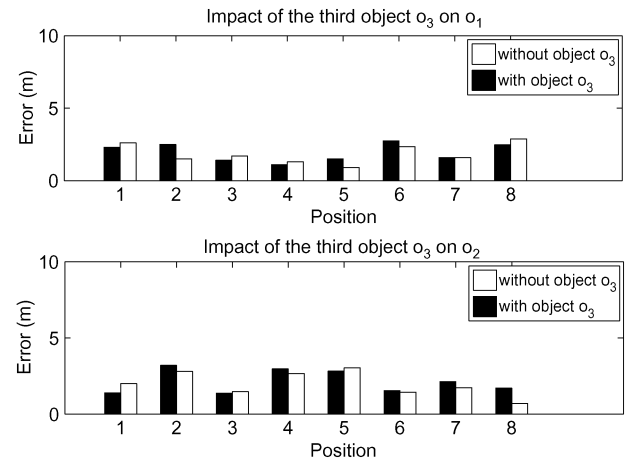 Impact of the third object o3 on o1
10
without object o3
with object o3
5
0
Error (m)
1 2 3 4 5 6 7 8
Position
Impact of the third object o3 on o2
10
without object o3
with object o3
5
0
Error (m)
1 2 3 4 5 6 7 8
Position